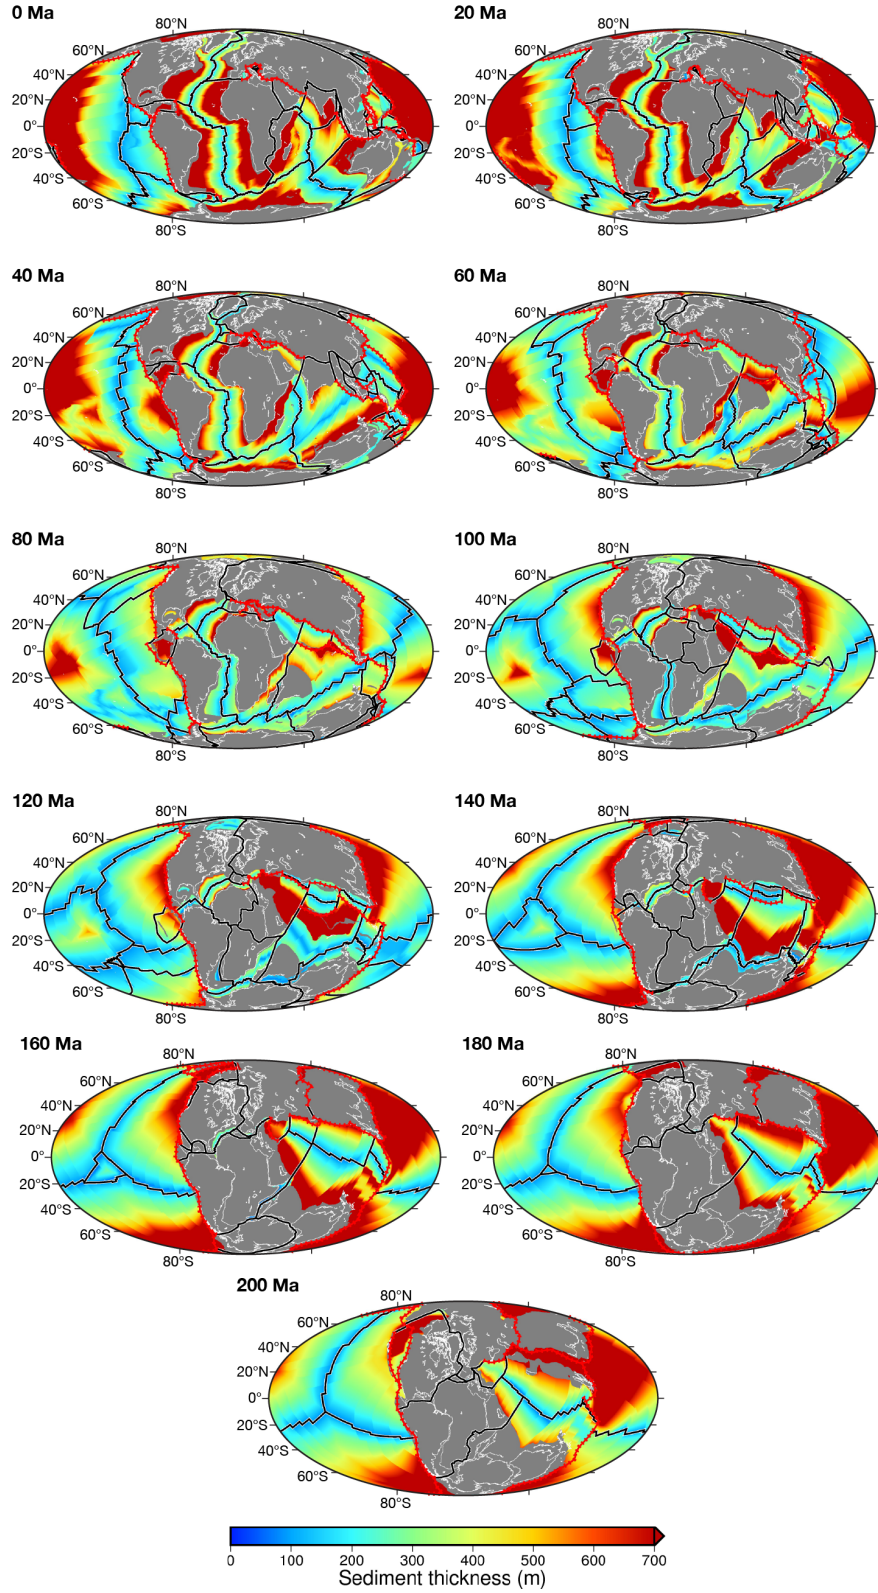 0 Ma
80°N
60°N
40°N
20°N
0°
20°S
40°S
60°S
80°S
20 Ma
80°N
60°N
40°N
20°N
0°
20°S
40°S
60°S
80°S
40 Ma
80°N
60°N
40°N
20°N
0°
20°S
40°S
60°S
80°S
60 Ma
80°N
60°N
40°N
20°N
0°
20°S
40°S
60°S
80°S
80 Ma
80°N
60°N
40°N
20°N
0°
20°S
40°S
60°S
80°S
100 Ma
80°N
60°N
40°N
20°N
0°
20°S
40°S
60°S
80°S
120 Ma
80°N
60°N
40°N
20°N
0°
20°S
40°S
60°S
80°S
140 Ma
80°N
60°N
40°N
20°N
0°
20°S
40°S
60°S
80°S
160 Ma
80°N
60°N
40°N
20°N
0°
20°S
40°S
60°S
80°S
180 Ma
80°N
60°N
40°N
20°N
0°
20°S
40°S
60°S
80°S
200 Ma
80°N
60°N
40°N
20°N
0°
20°S
40°S
60°S
80°S
0 100 200 300 400 500 600 700
Sediment thickness (m)